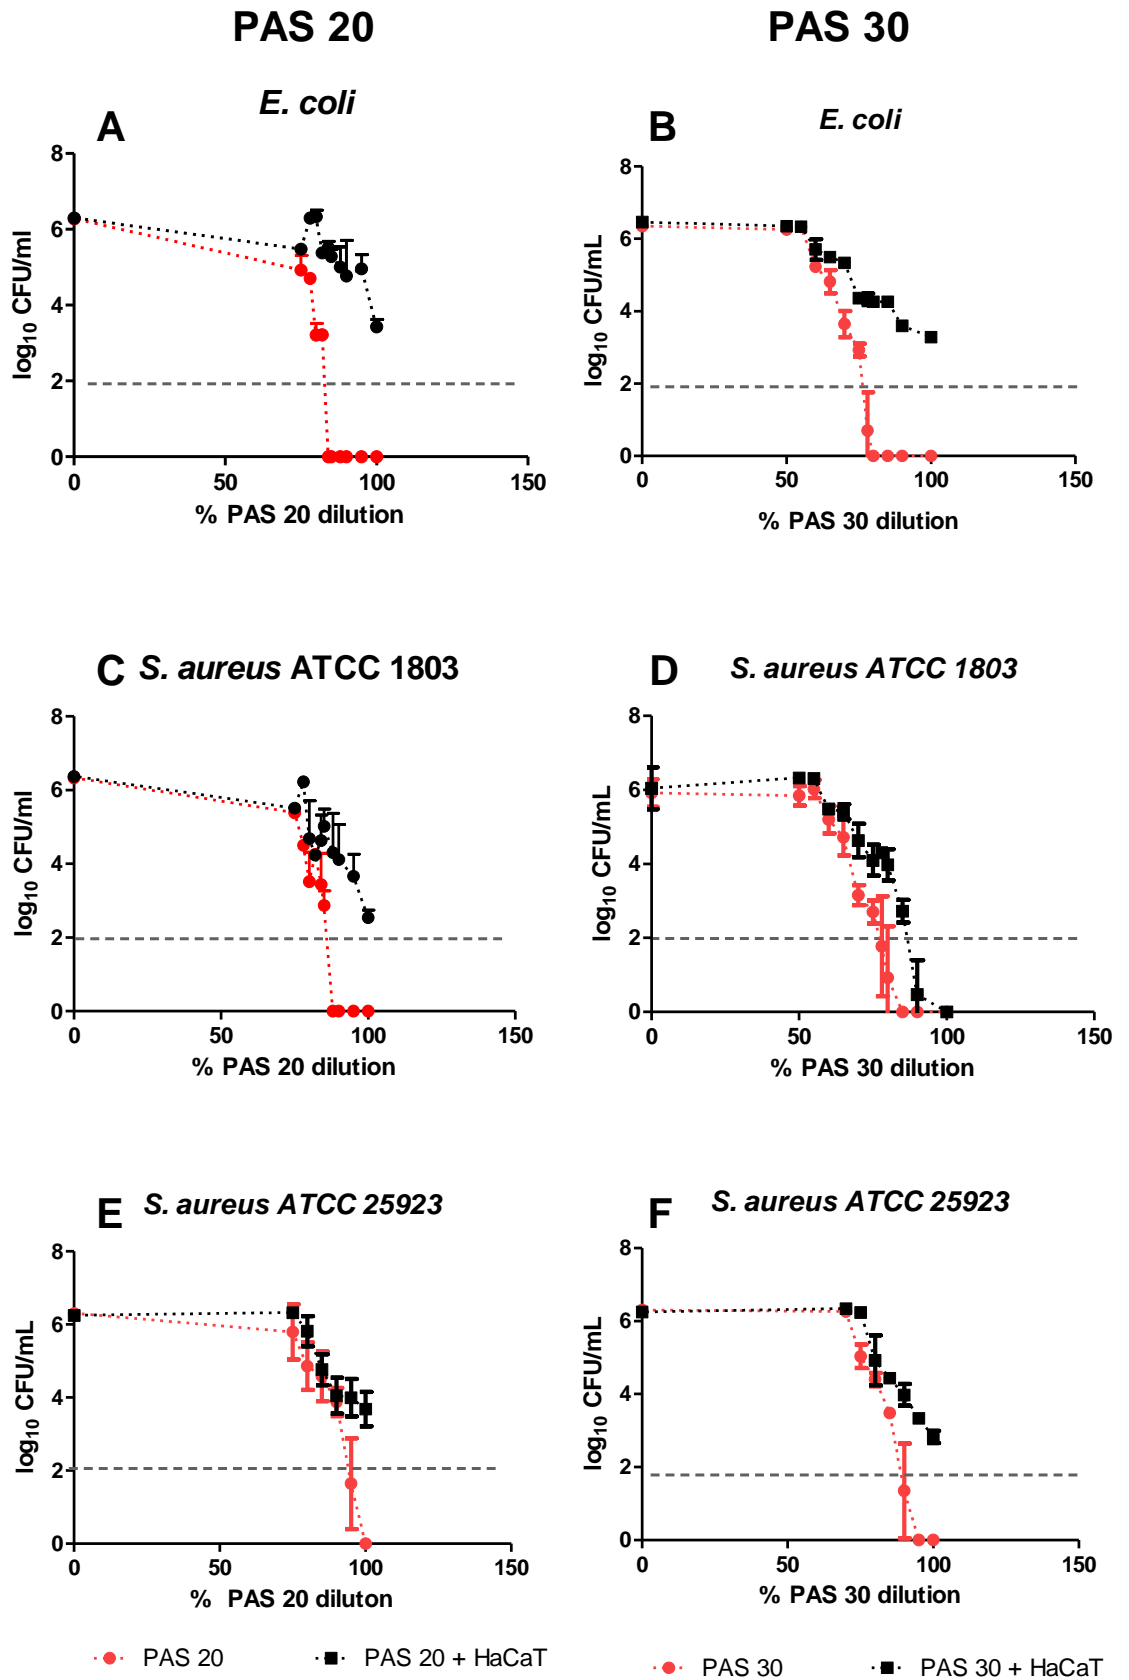 PAS 20
PAS 30
A
E. coli
B
E. coli
log10 CFU/ml
8
6
4
2
0
0
50
100
150
% PAS 20 dilution
log10 CFU/mL
8
6
4
2
0
0
50
100
150
% PAS 30 dilution
C
S. aureus ATCC 1803
D
S. aureus ATCC 1803
log10 CFU/ml
8
6
4
2
0
0
50
100
150
% PAS 20 dilution
log10 CFU/mL
8
6
4
2
0
0
50
100
150
% PAS 30 dilution
E
S. aureus ATCC 25923
F
S. aureus ATCC 25923
log10 CFU/mL
8
6
4
2
0
0
50
100
150
% PAS 20 diluton
log10 CFU/mL
8
6
4
2
0
0
50
100
150
% PAS 30 dilution
PAS 20
PAS 20 + HaCaT
PAS 30
PAS 30 + HaCaT